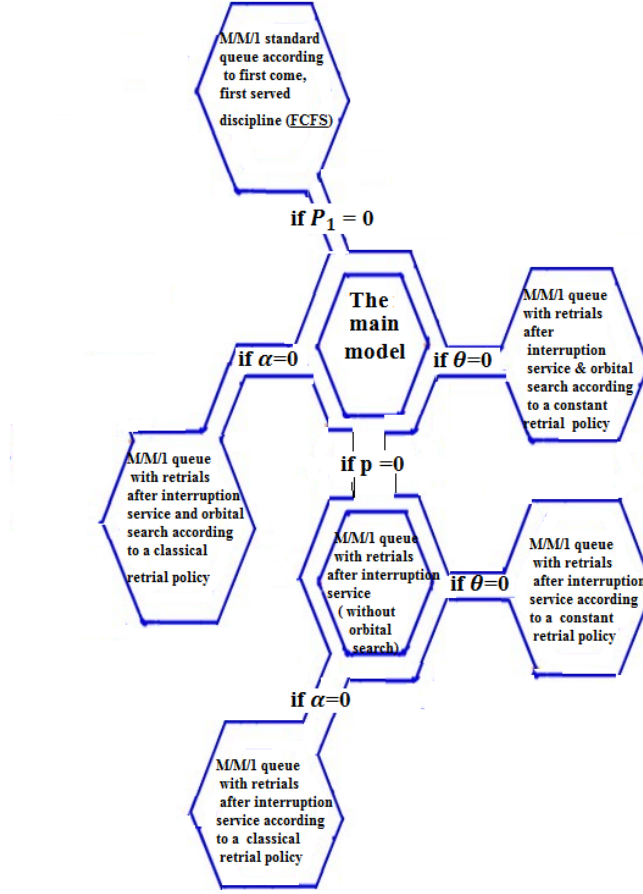 M/M/1 standard
queue according
to first come,
first served
discipline (FCFS)
if P₁ = 0
The
main
model
if α=0
if θ=0
M/M/1 queue
with retrials
after
interruption
service & orbital
search according
to a constant
retrial policy
if p =0
M/M/1 queue
with retrials
after interruption
service and orbital
search according
to a classical
retrial policy
M/M/1 queue
with retrials
after interruption
service
( without
orbital
search)
if θ=0
M/M/1 queue
with retrials
after interruption
service according
to a constant
retrial policy
if α=0
M/M/1 queue
with retrials
after interruption
service according
to a classical
retrial policy